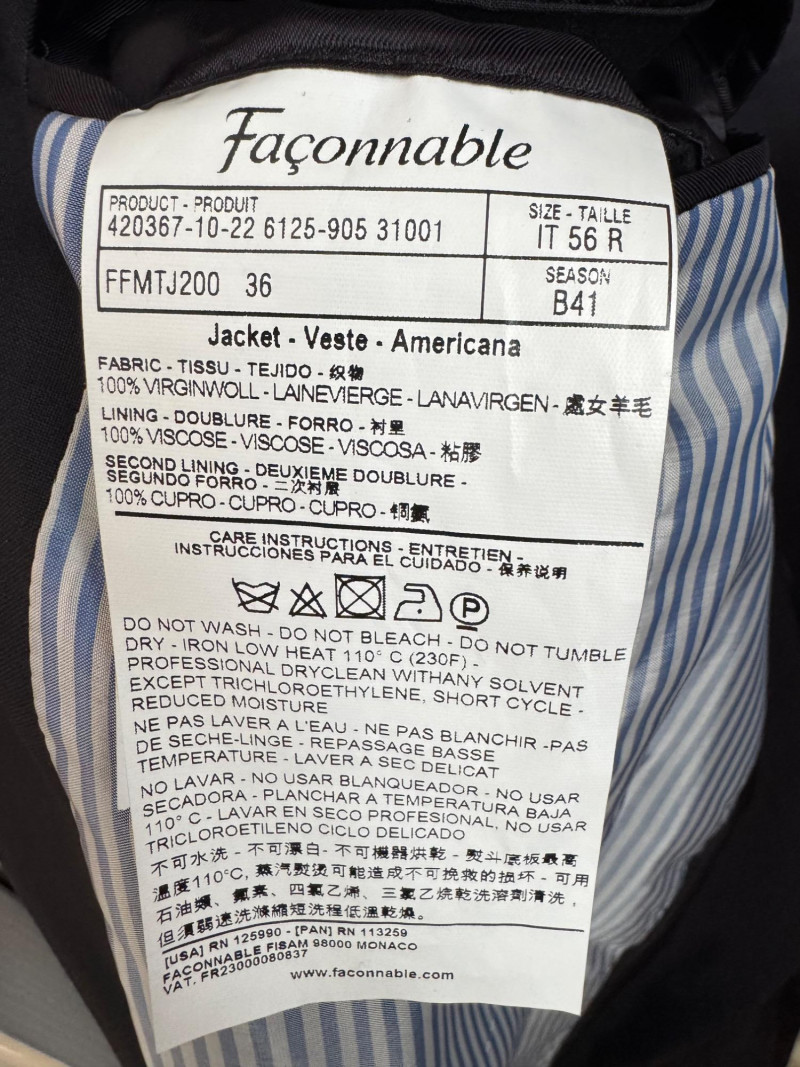 Façonnable
PRODUCT - PRODUIT
420367-10-22 6125-905 31001
SIZE - TAILLE
IT 56 R
FFMTJ200 36
SEASON
B41
Jacket - Veste - Americana
FABRIC - TISSU - TEJIDO - 织物
100% VIRGINWOLL - LAINEVIERGE - LANAVIRGEN - 處女羊毛
LINING - DOUBLURE - FORRO - 衬里
100% VISCOSE - VISCOSE - VISCOSA - 粘膠
SECOND LINING - DEUXIEME DOUBLURE -
SEGUNDO FORRO - 二次衬层
100% CUPRO - CUPRO - CUPRO - 铜氨
CARE INSTRUCTIONS - ENTRETIEN -
INSTRUCCIONES PARA EL CUIDADO - 保养说明
P
DO NOT WASH - DO NOT BLEACH - DO NOT TUMBLE
DRY - IRON LOW HEAT 110° C (230F) -
PROFESSIONAL DRYCLEAN WITHANY SOLVENT
EXCEPT TRICHLOROETHYLENE, SHORT CYCLE -
REDUCED MOISTURE
NE PAS LAVER A L'EAU - NE PAS BLANCHIR -PAS
DE SECHE-LINGE - REPASSAGE BASSE
TEMPERATURE - LAVER A SEC DELICAT
NO LAVAR - NO USAR BLANQUEADOR - NO USAR
SECADORA - PLANCHAR A TEMPERATURA BAJA
110° C - LAVAR EN SECO PROFESIONAL, NO USAR
TRICLOROETILENO CICLO DELICADO
不可水洗 - 不可漂白- 不可機器烘乾 - 熨斗底板最高
溫度110°C, 蒸汽熨烫可能造成不可挽救的损坏 - 可用
石油類、氟素、四氯乙烯、三氯乙烷乾洗溶劑清洗，
但須弱速洗滌縮短洗程低溫乾燥。
[USA] RN 125990 - [PAN] RN 113259
FACONNABLE FISAM 98000 MONACO
VAT. FR23000080837
www.faconnable.com